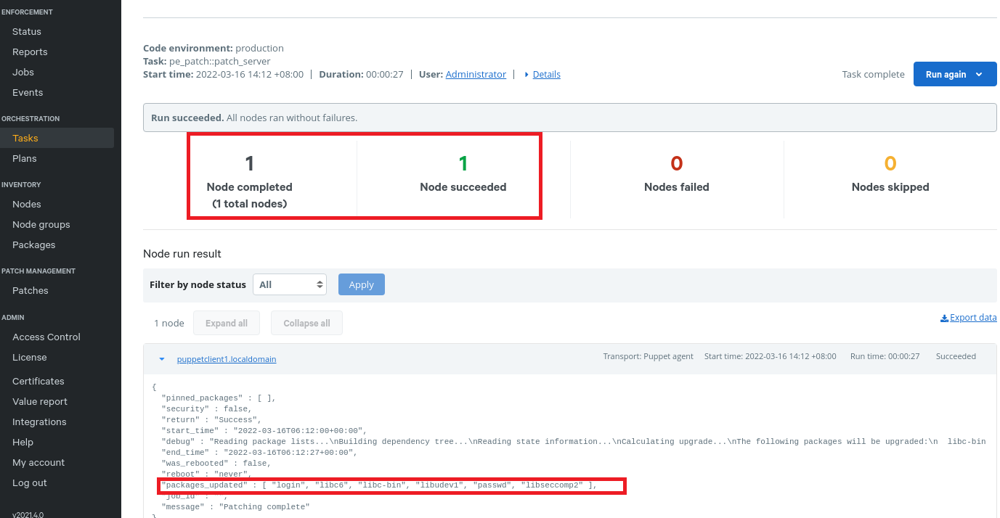 ENFORCEMENT
Status
Reports
Jobs
Events
ORCHESTRATION
Tasks
Plans
INVENTORY
Nodes
Node groups
Packages
PATCH MANAGEMENT
Patches
ADMIN
Access Control
License
Certificates
Value report
Integrations
Help
My account
Log out
v2021.4.0
Code environment: production
Task: pe_patch::patch_server
Start time: 2022-03-16 14:12 +08:00 | Duration: 00:00:27 | User: Administrator | Details
Task complete
Run again
Run succeeded. All nodes ran without failures.
1
Node completed
(1 total nodes)
1
Node succeeded
0
Nodes failed
0
Nodes skipped
Node run result
Filter by node status All Apply
1 node Expand all Collapse all
Export data
puppetclient1.localdomain Transport: Puppet agent Start time: 2022-03-16 14:12 +08:00 Run time: 00:00:27 Succeeded
{
"pinned_packages" : [ ],
"security" : false,
"return" : "Success",
"start_time" : "2022-03-16T06:12:00+00:00",
"debug" : "Reading package lists...\nBuilding dependency tree...\nReading state information...\nCalculating upgrade...\nThe following packages will be upgraded:\n  libc-bin
"end_time" : "2022-03-16T06:12:27+00:00",
"was_rebooted" : false,
"reboot" : "never",
"packages_updated" : [ "login", "libc6", "libc-bin", "libudev1", "passwd", "libseccomp2" ],
"job_id" : "",
"message" : "Patching complete"
}